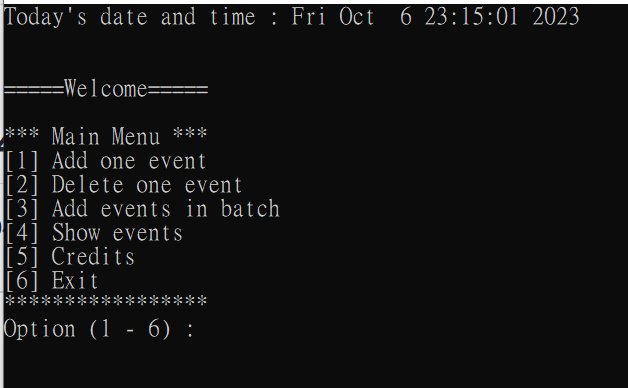 Today's date and time : Fri Oct  6 23:15:01 2023
=====Welcome=====
*** Main Menu ***
[1] Add one event
[2] Delete one event
[3] Add events in batch
[4] Show events
[5] Credits
[6] Exit
*****************
Option (1 - 6) :